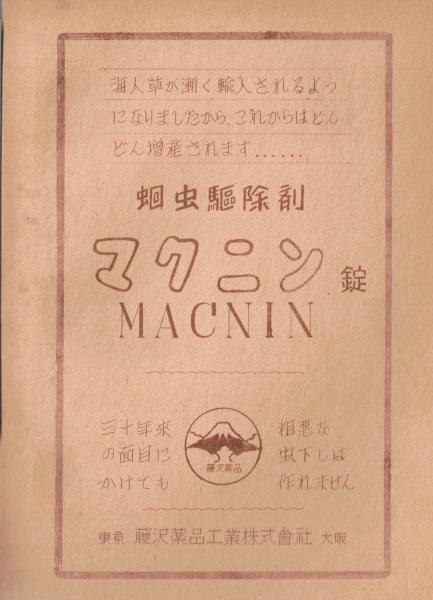 海人草が漸く輸入されるよう
になりましたから、これからはどん
どん増産されます......
蛔虫驅除剤
マクニン錠
MACNIN
三十年來
の面目に
かけても
藤沢薬品
粗悪な
虫下しは
作れません
東京 藤沢薬品工業株式會社 大阪